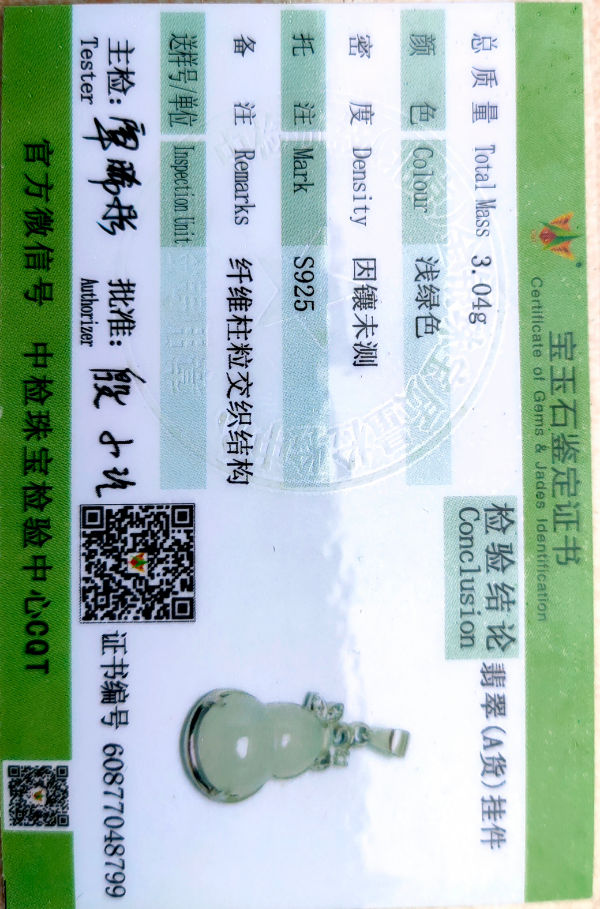 宝玉石鉴定证书
Certificate of Gems & Jades Identification
检验结论 翡翠(A货)挂件
Conclusion
总质量 Total Mass 3.04g
颜色 Colour 浅绿色
密度 Density 因镶未测
托注 Mark S925
备注 Remarks 纤维柱粒交织结构
送样号/单位 Inspection Unit
主检:
Tester
批准:
Authorizer
证书编号 60877048799
官方微信号 中检珠宝检验中心CQT